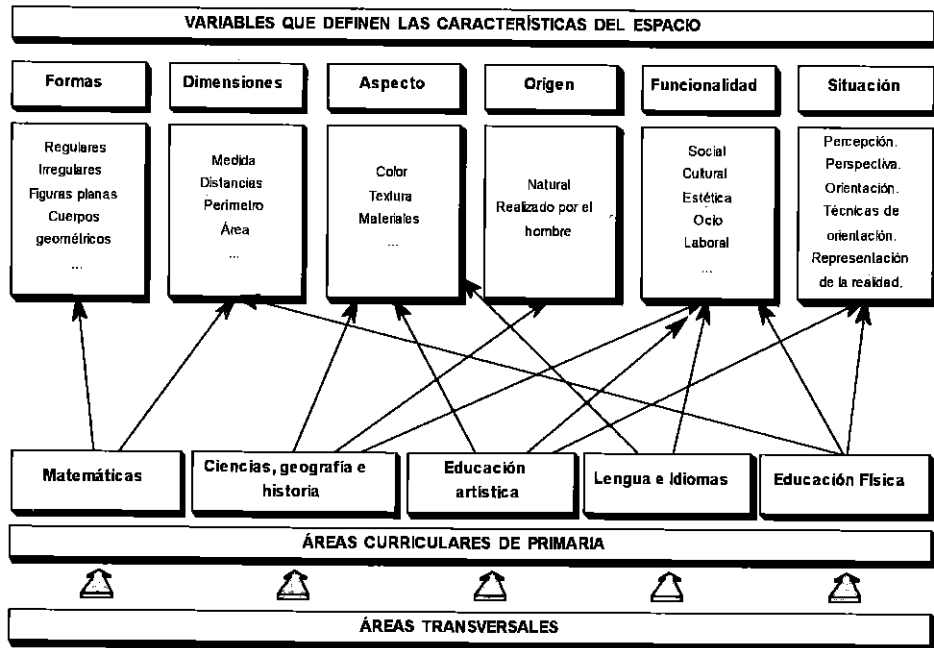 VARIABLES QUE DEFINEN LAS CARACTERÍSTICAS DEL ESPACIO
Formas
Dimensiones
Aspecto
Origen
Funcionalidad
Situación
Regulares
Irregulares
Figuras planas
Cuerpos
geométricos
...
Medida
Distancias
Perímetro
Área
...
Color
Textura
Materiales
...
Natural
Realizado por el
hombre
Social
Cultural
Estética
Ocio
Laboral
...
Percepción.
Perspectiva.
Orientación.
Técnicas de
orientación.
Representación
de la realidad.
Matemáticas
Ciencias, geografía e
historia
Educación
artística
Lengua e Idiomas
Educación Física
ÁREAS CURRICULARES DE PRIMARIA
ÁREAS TRANSVERSALES